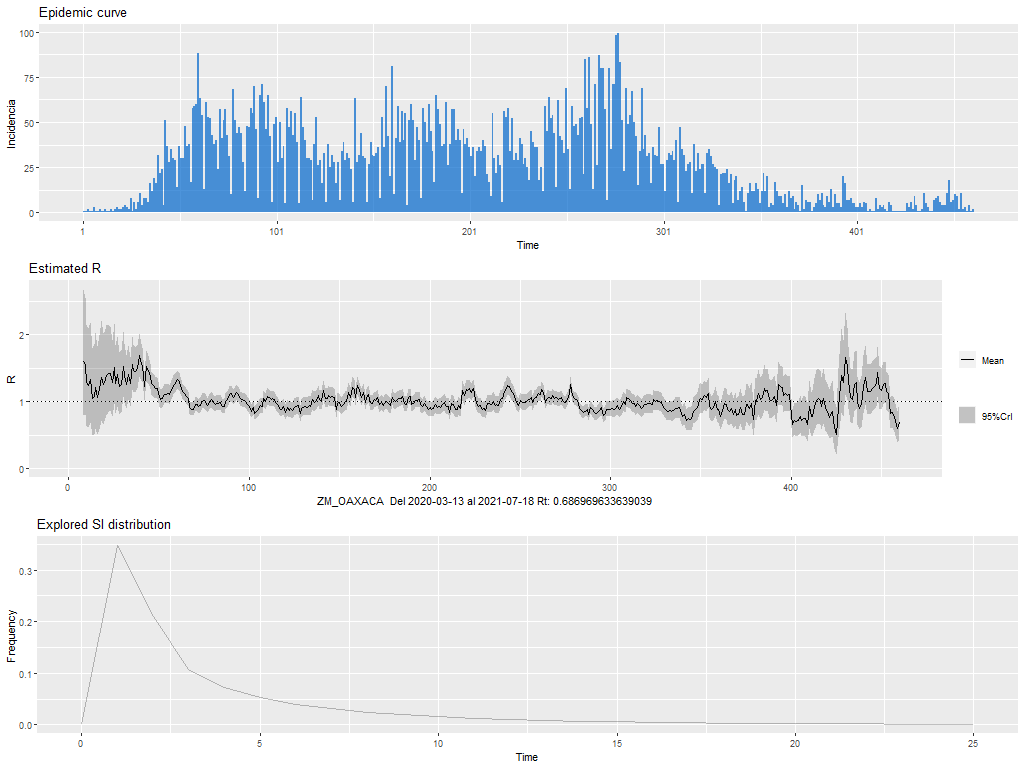 Epidemic curve
100
75
50
25
0
Incidencia
1
101
201
301
401
Time
Estimated R
2
1
0
R
0
100
200
300
400
ZM_OAXACA Del 2020-03-13 al 2021-07-18 Rt: 0.686969633639039
Mean
95%CrI
Explored SI distribution
0.3
0.2
0.1
0.0
Frequency
0
5
10
15
20
25
Time